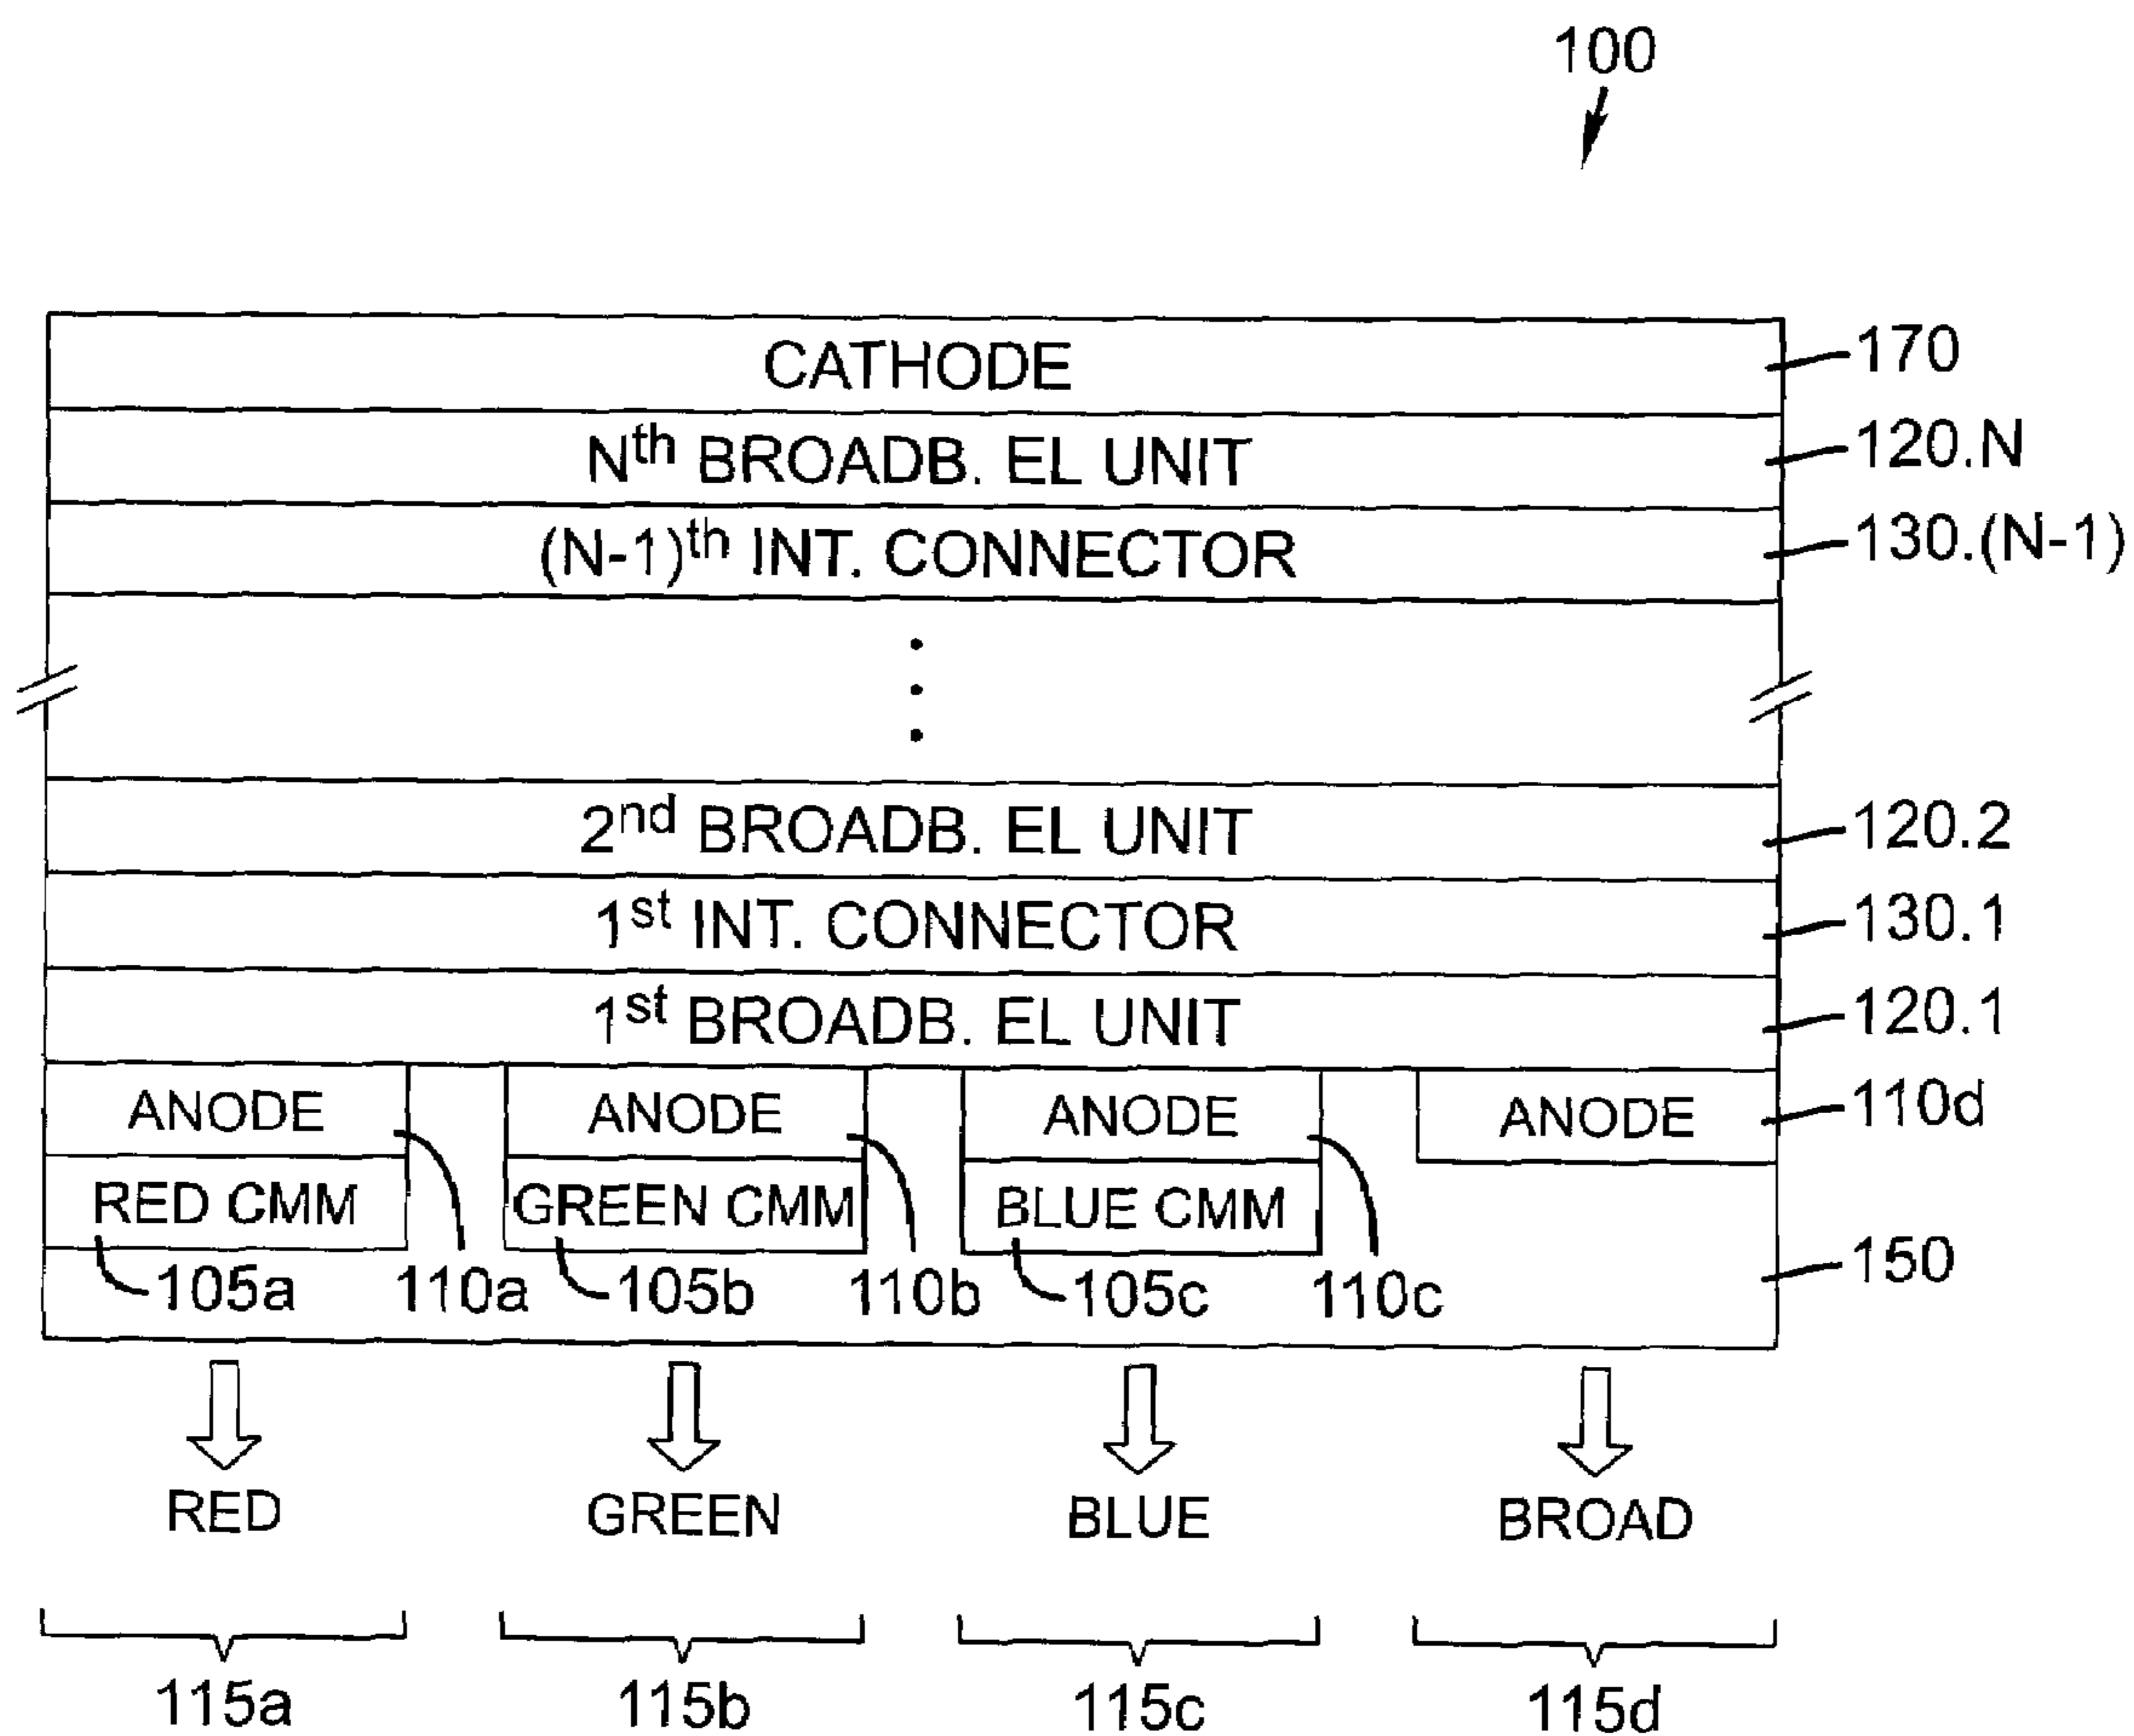 100
CATHODE 170
Nth BROADB. EL UNIT 120.N
(N-1)th INT. CONNECTOR 130.(N-1)
2nd BROADB. EL UNIT 120.2
1st INT. CONNECTOR 130.1
1st BROADB. EL UNIT 120.1
ANODE ANODE ANODE ANODE 110d
RED CMM GREEN CMM BLUE CMM
105a 110a 105b 110b 105c 110c 150
RED GREEN BLUE BROAD
115a 115b 115c 115d